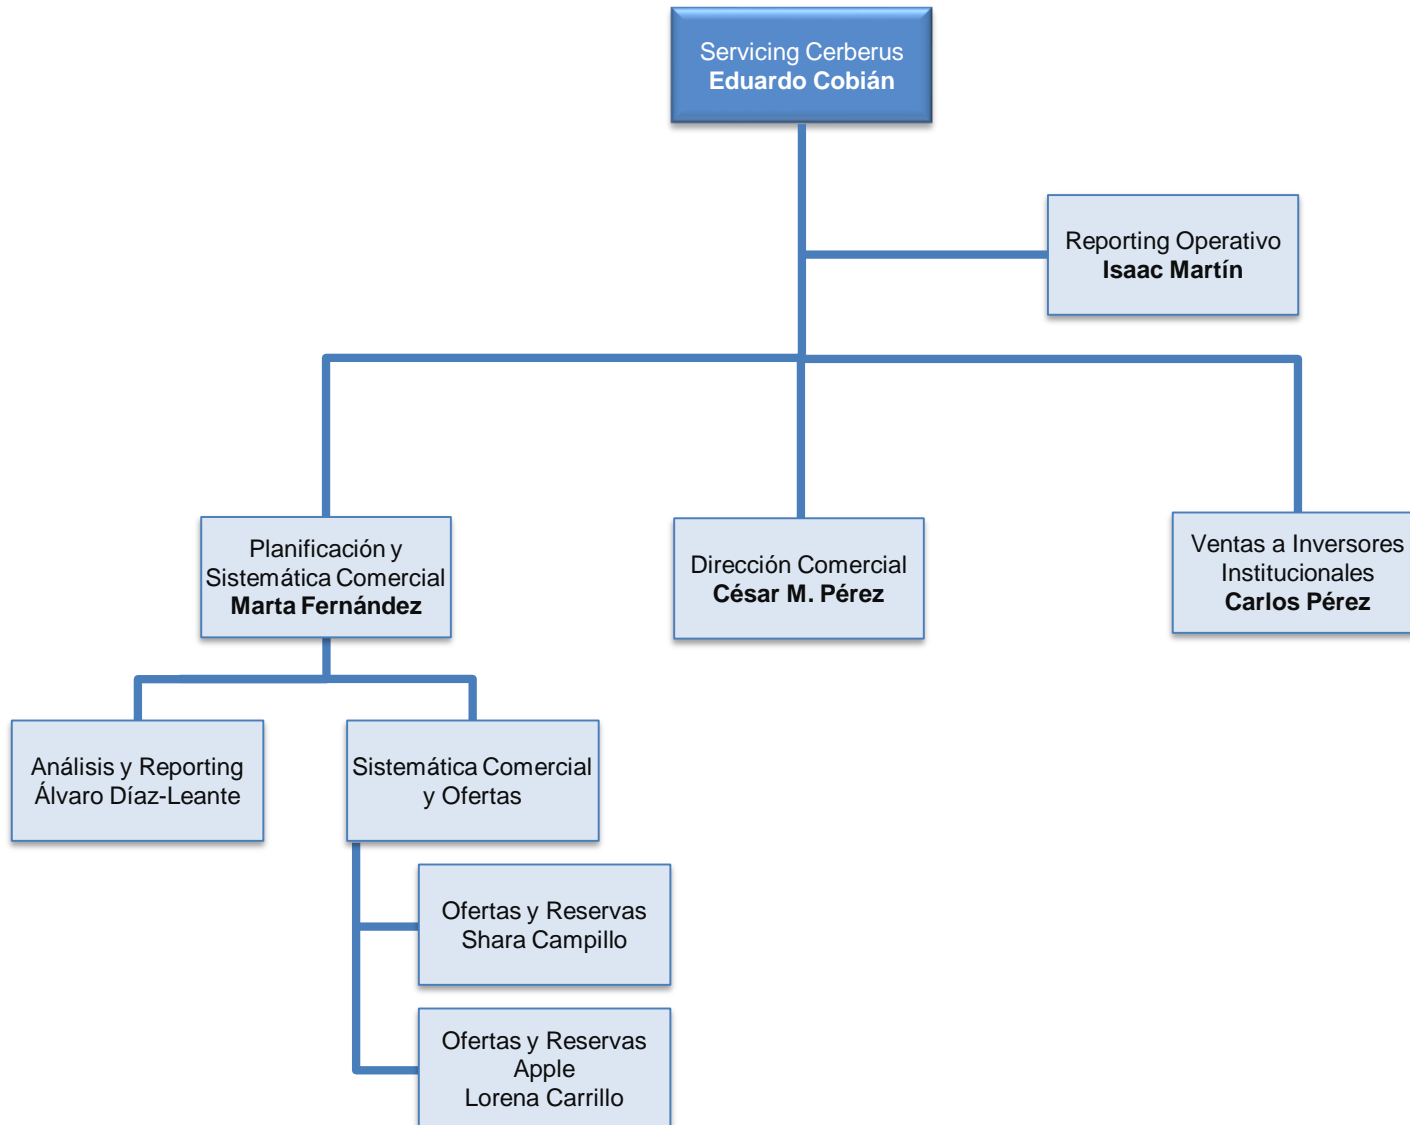 Servicing Cerberus
Eduardo Cobián
Reporting Operativo
Isaac Martín
Planificación y
Sistemática Comercial
Marta Fernández
Dirección Comercial
César M. Pérez
Ventas a Inversores
Institucionales
Carlos Pérez
Análisis y Reporting
Álvaro Díaz-Leante
Sistemática Comercial
y Ofertas
Ofertas y Reservas
Shara Campillo
Ofertas y Reservas
Apple
Lorena Carrillo